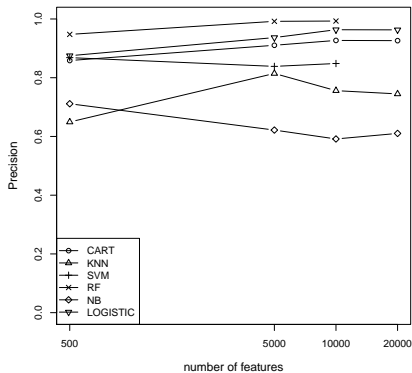 1.0
0.8
0.6
0.4
0.2
0.0
Precision
CART
KNN
SVM
RF
NB
LOGISTIC
500
5000
10000
20000
number of features